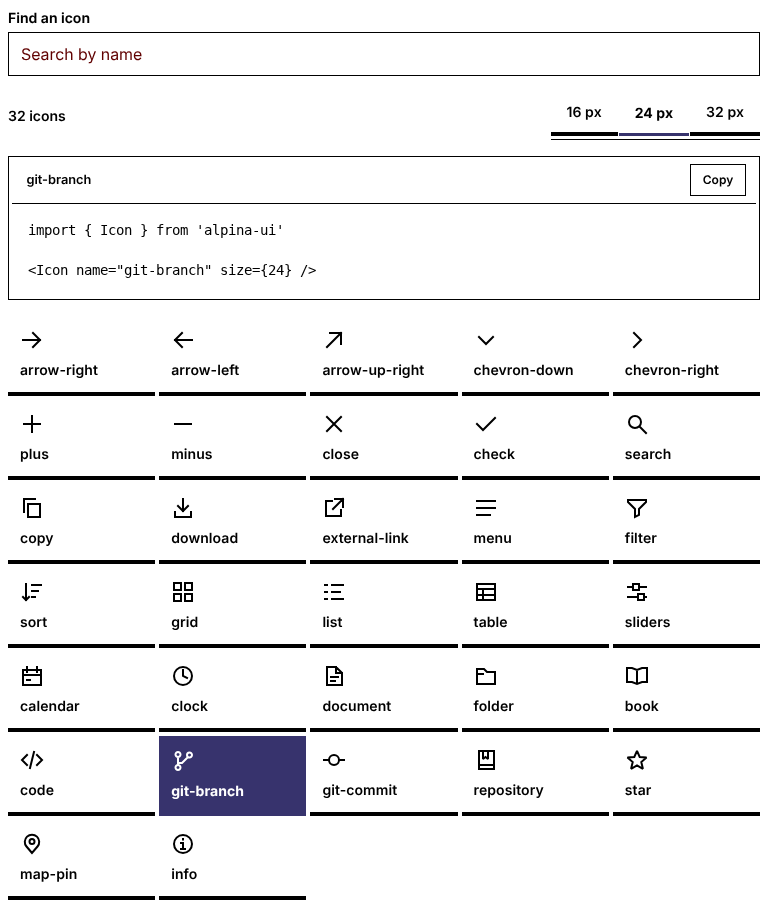 Find an icon
Search by name
32 icons
16 px 24 px 32 px
git-branch
Copy
import { Icon } from 'alpina-ui'
<Icon name="git-branch" size={24} />
arrow-right arrow-left arrow-up-right chevron-down chevron-right
plus minus close check search
copy download external-link menu filter
sort grid list table sliders
calendar clock document folder book
code git-branch git-commit repository star
map-pin info